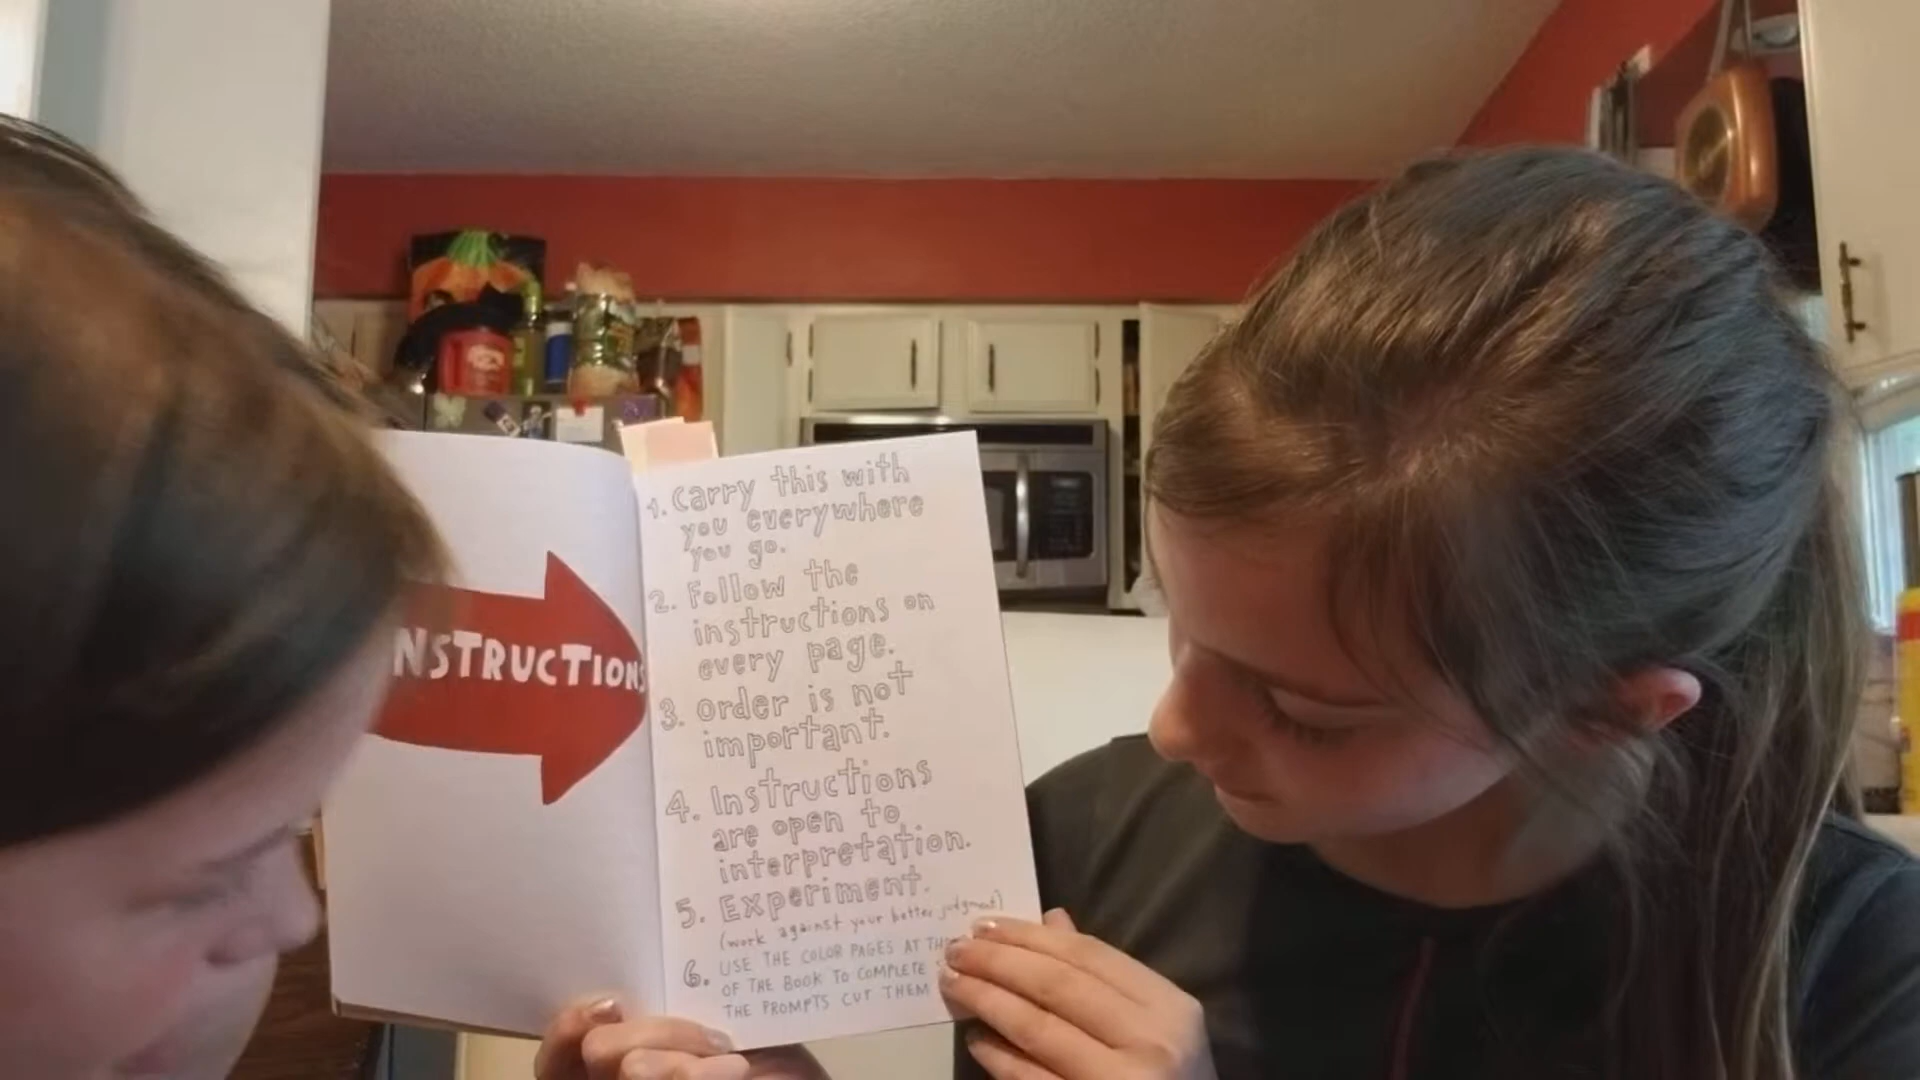 NSTRUCTIONS
1. Carry this with
you everywhere
you go.
2. Follow the
instructions on
every page.
3. Order is not
important.
4. Instructions
are open to
interpretation.
5. Experiment.
(work against your better judgment)
6. USE THE COLOR PAGES AT
OF THE BOOK TO COMPLETE
THE PROMPTS CUT THEM